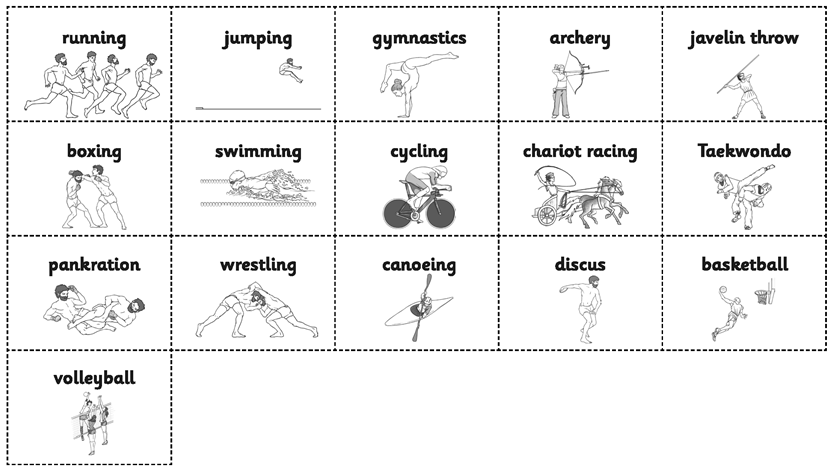 running
jumping
gymnastics
archery
javelin throw
boxing
swimming
cycling
chariot racing
Taekwondo
pankration
wrestling
canoeing
discus
basketball
volleyball